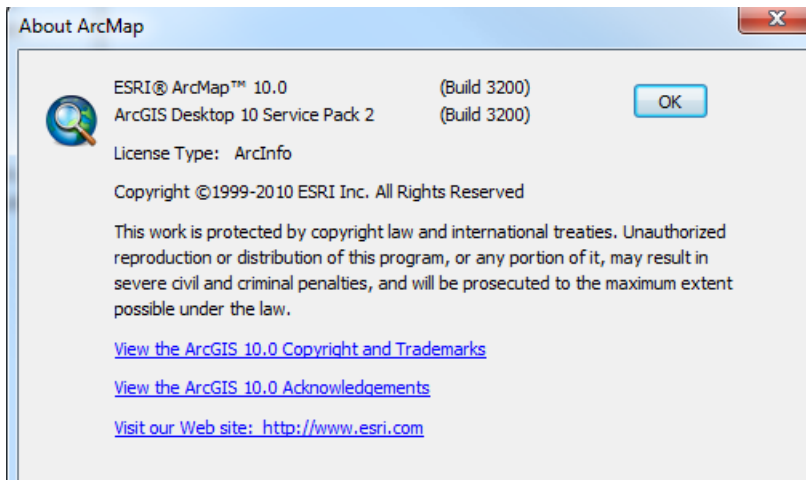 About ArcMap
ESRI® ArcMap™ 10.0 (Build 3200)
ArcGIS Desktop 10 Service Pack 2 (Build 3200)
OK
License Type: ArcInfo
Copyright ©1999-2010 ESRI Inc. All Rights Reserved
This work is protected by copyright law and international treaties. Unauthorized
reproduction or distribution of this program, or any portion of it, may result in
severe civil and criminal penalties, and will be prosecuted to the maximum extent
possible under the law.
View the ArcGIS 10.0 Copyright and Trademarks
View the ArcGIS 10.0 Acknowledgements
Visit our Web site: http://www.esri.com